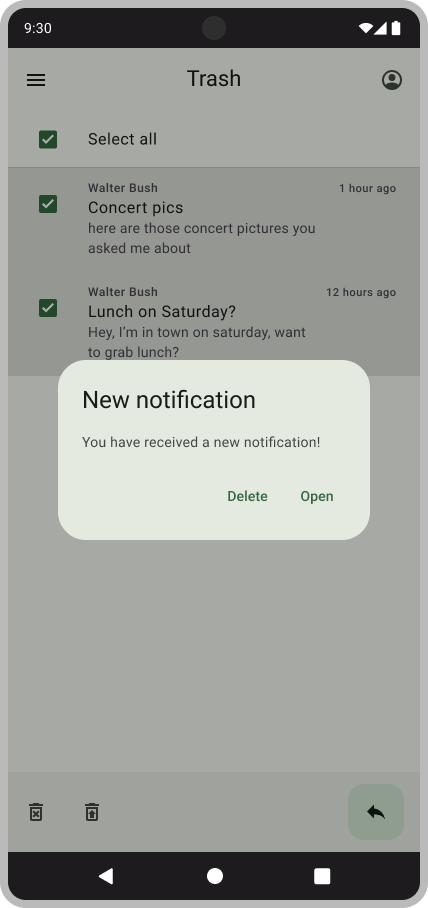 9:30
Trash
Select all
Walter Bush
1 hour ago
Concert pics
here are those concert pictures you
asked me about
Walter Bush
12 hours ago
Lunch on Saturday?
Hey, I’m in town on saturday, want
to grab lunch?
New notification
You have received a new notification!
Delete
Open